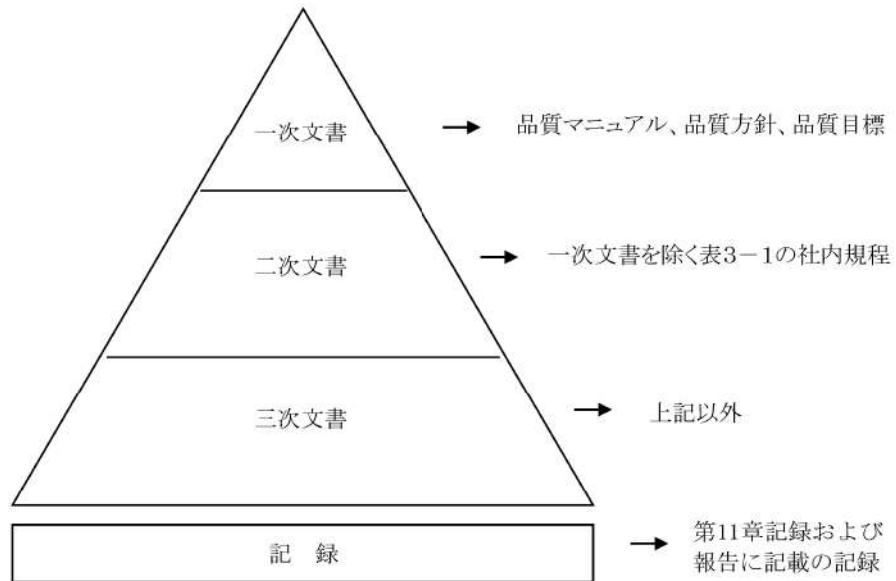 一次文書
品質マニュアル、品質方針、品質目標
二次文書
一次文書を除く表3-1の社内規程
三次文書
上記以外
記 録
第11章記録および
報告に記載の記録